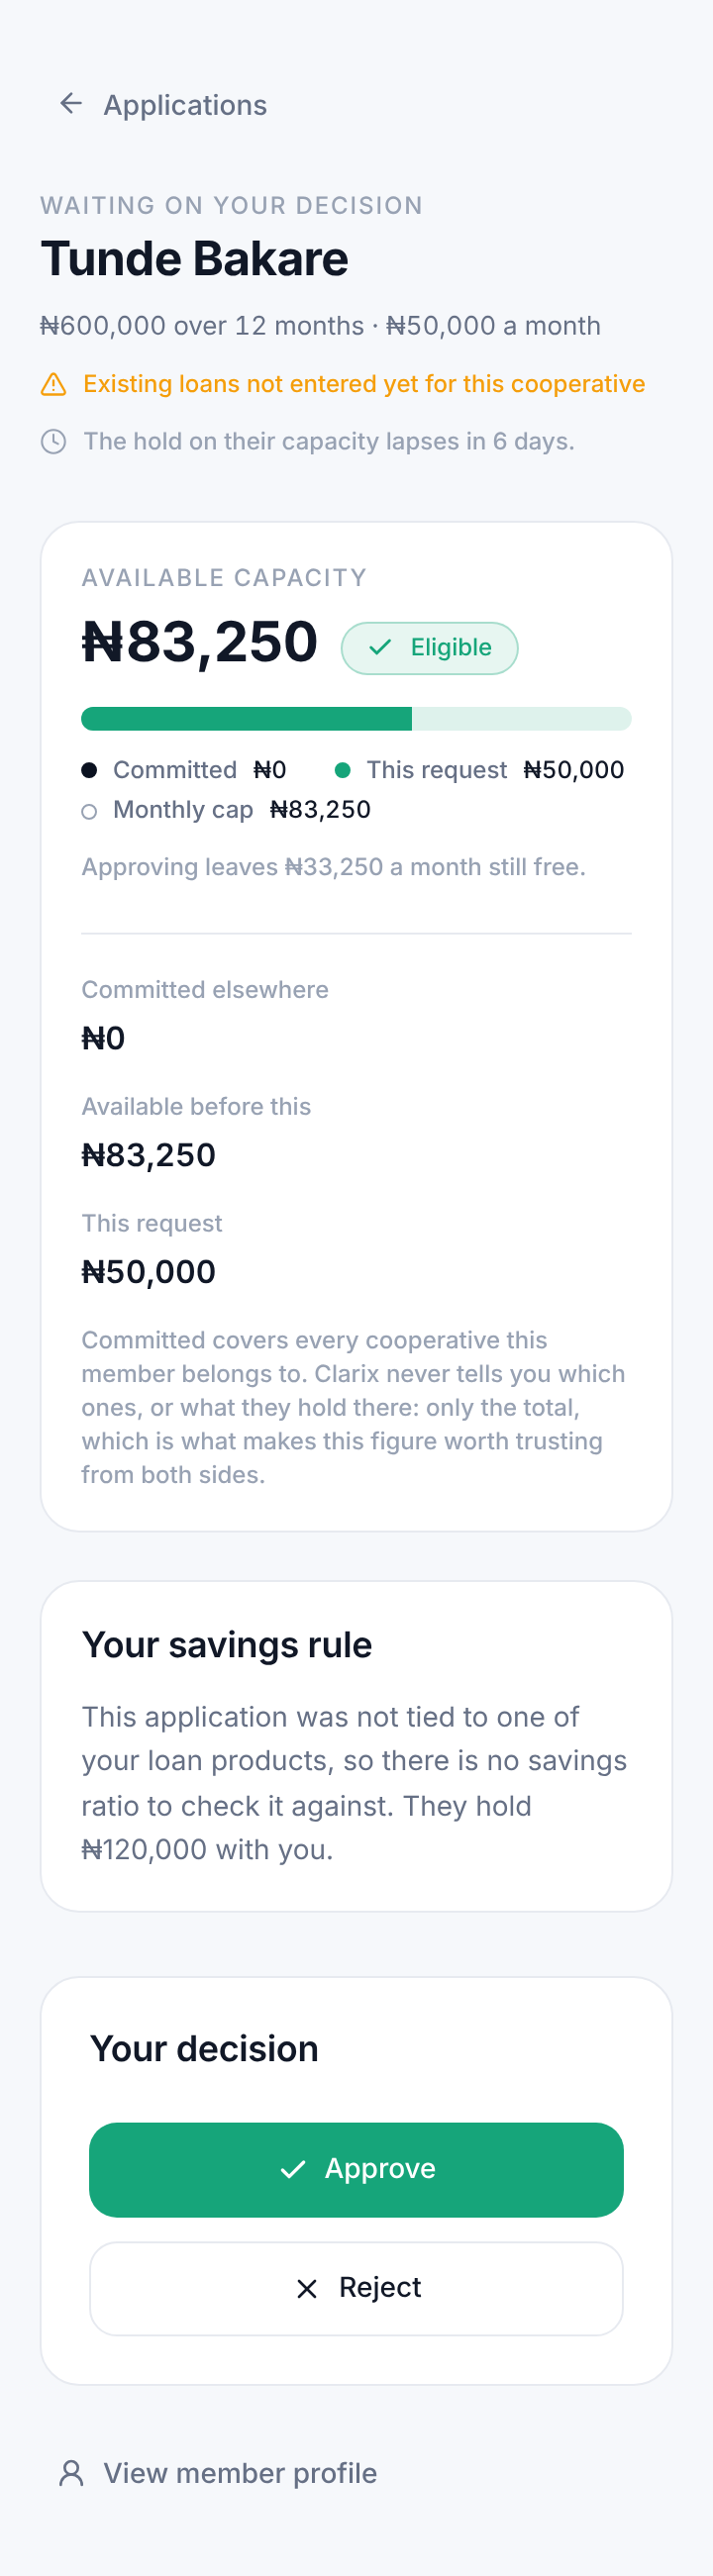 Applications
WAITING ON YOUR DECISION
Tunde Bakare
₦600,000 over 12 months · ₦50,000 a month
Existing loans not entered yet for this cooperative
The hold on their capacity lapses in 6 days.
AVAILABLE CAPACITY
₦83,250 Eligible
Committed ₦0 This request ₦50,000
Monthly cap ₦83,250
Approving leaves ₦33,250 a month still free.
Committed elsewhere
₦0
Available before this
₦83,250
This request
₦50,000
Committed covers every cooperative this
member belongs to. Clarix never tells you which
ones, or what they hold there: only the total,
which is what makes this figure worth trusting
from both sides.
Your savings rule
This application was not tied to one of
your loan products, so there is no savings
ratio to check it against. They hold
₦120,000 with you.
Your decision
Approve
Reject
View member profile